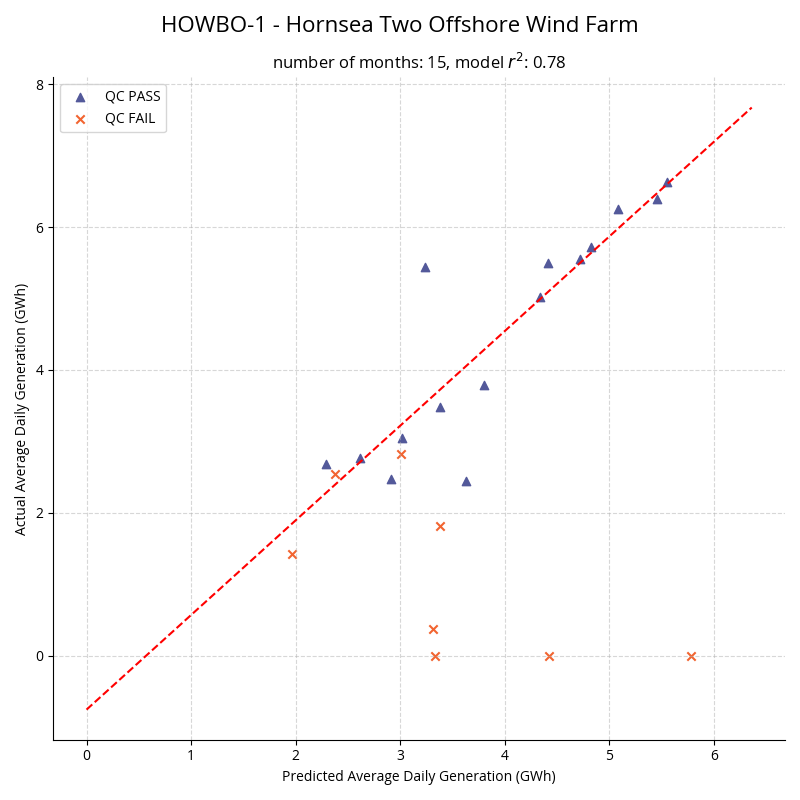 HOWBO-1 - Hornsea Two Offshore Wind Farm
number of months: 15, model r²: 0.78
QC PASS
QC FAIL
8
6
4
2
0
Actual Average Daily Generation (GWh)
0 1 2 3 4 5 6
Predicted Average Daily Generation (GWh)